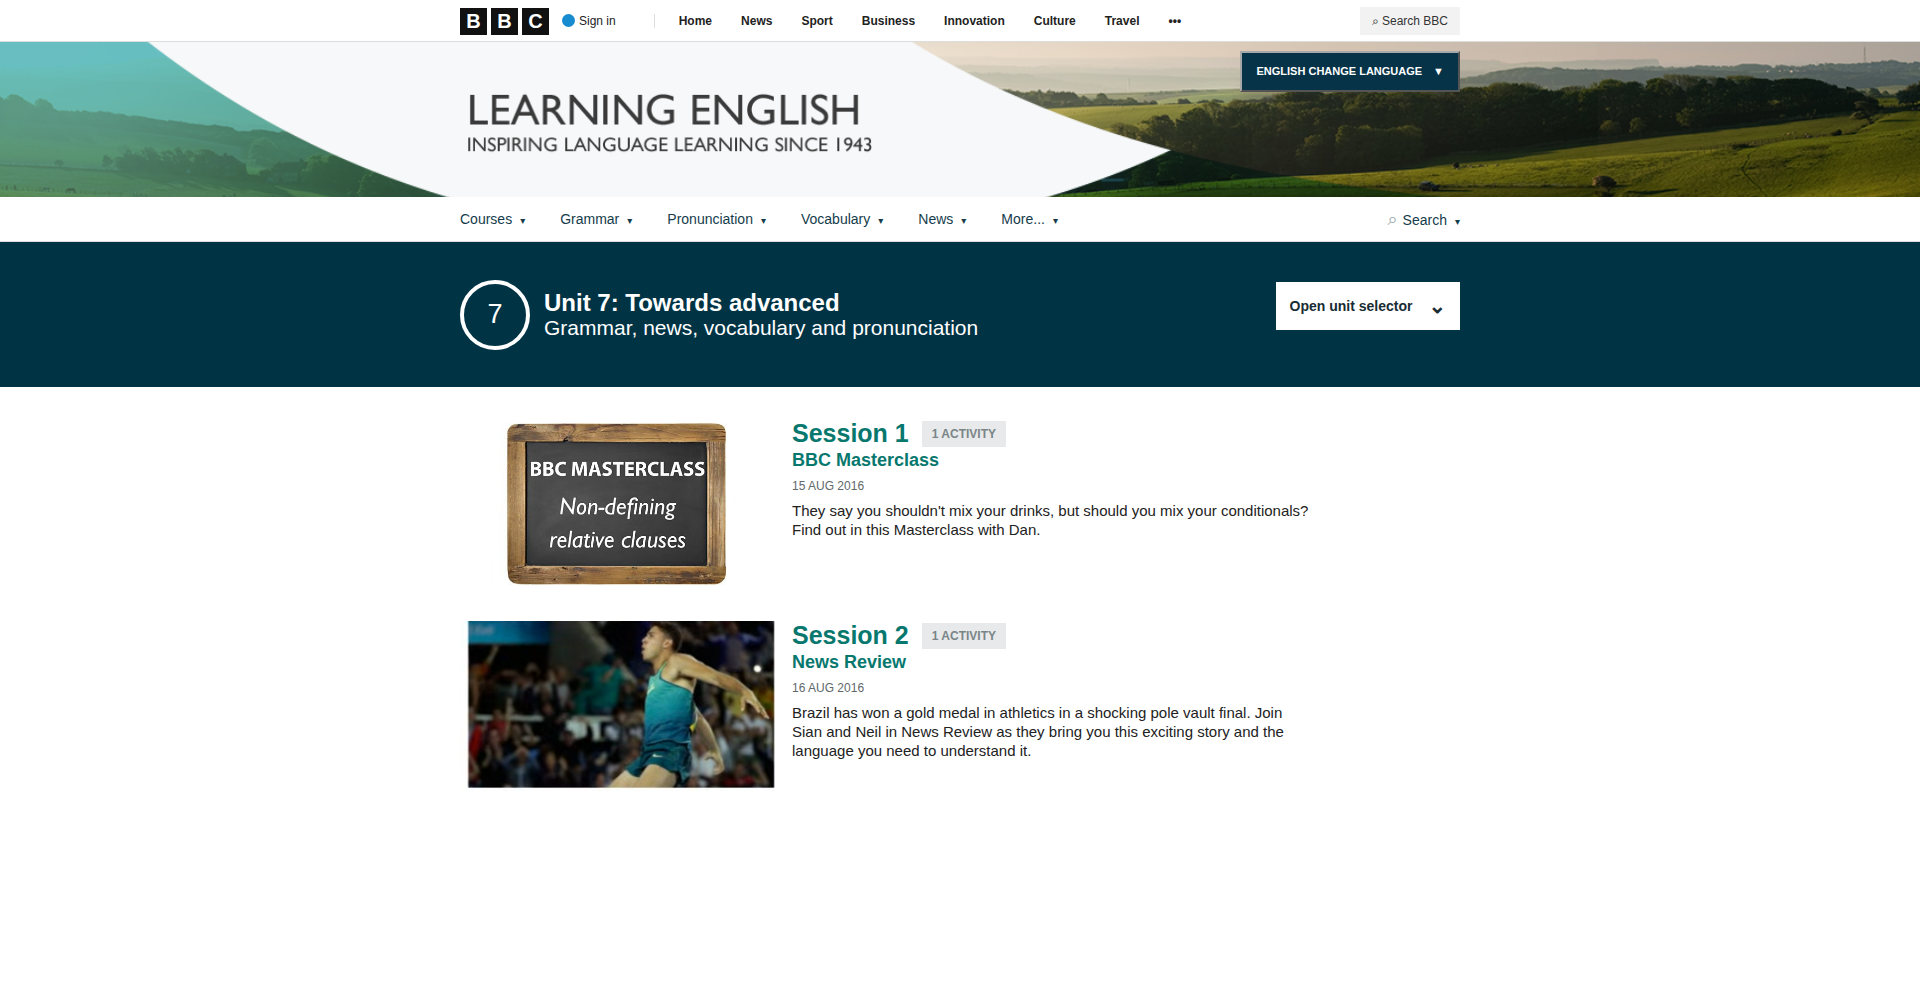 BBC Sign in Home News Sport Business Innovation Culture Travel ••• Search BBC
ENGLISH CHANGE LANGUAGE ▼
LEARNING ENGLISH
INSPIRING LANGUAGE LEARNING SINCE 1943
Courses ▾ Grammar ▾ Pronunciation ▾ Vocabulary ▾ News ▾ More... ▾ Search ▾
7
Unit 7: Towards advanced
Grammar, news, vocabulary and pronunciation
Open unit selector
BBC MASTERCLASS
Non-defining
relative clauses
Session 1 1 ACTIVITY
BBC Masterclass
15 AUG 2016
They say you shouldn't mix your drinks, but should you mix your conditionals?
Find out in this Masterclass with Dan.
Session 2 1 ACTIVITY
News Review
16 AUG 2016
Brazil has won a gold medal in athletics in a shocking pole vault final. Join
Sian and Neil in News Review as they bring you this exciting story and the
language you need to understand it.